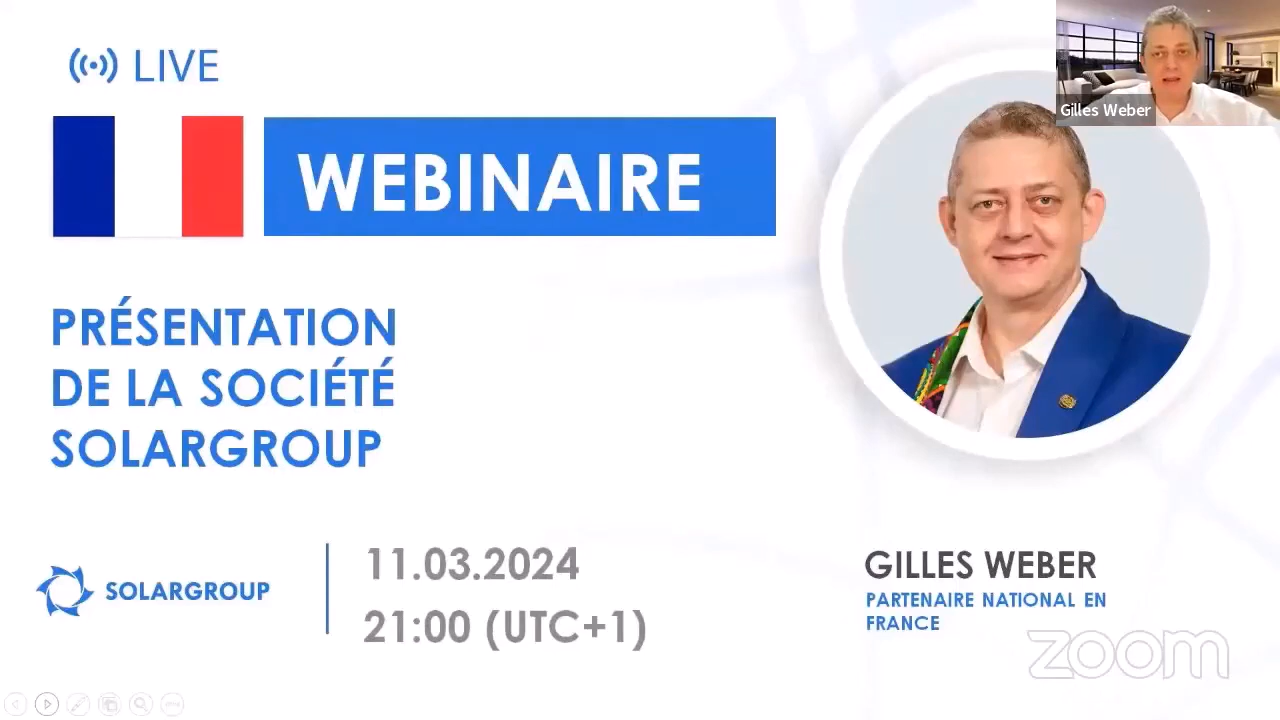 LIVE
WEBINAIRE
Gilles Weber
PRÉSENTATION
DE LA SOCIÉTÉ
SOLARGROUP
SOLARGROUP
11.03.2024
21:00 (UTC+1)
GILLES WEBER
PARTENAIRE NATIONAL EN
FRANCE
zoom